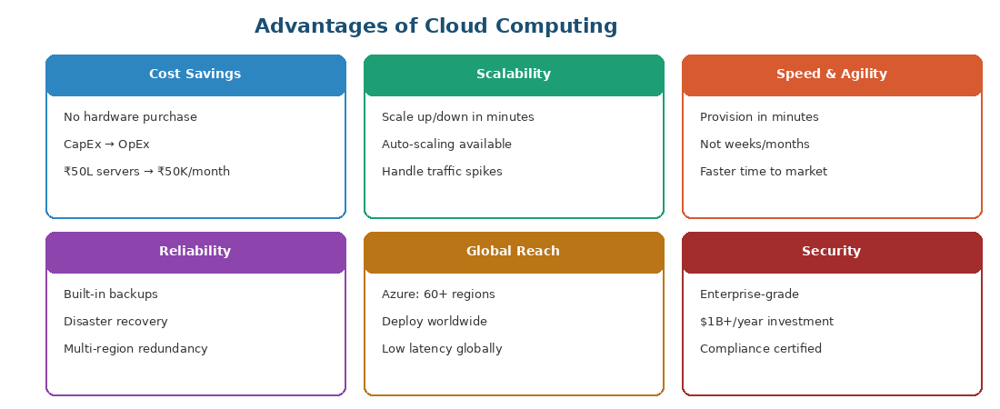 Advantages of Cloud Computing
Cost Savings
No hardware purchase
CapEx → OpEx
₹50L servers → ₹50K/month
Scalability
Scale up/down in minutes
Auto-scaling available
Handle traffic spikes
Speed & Agility
Provision in minutes
Not weeks/months
Faster time to market
Reliability
Built-in backups
Disaster recovery
Multi-region redundancy
Global Reach
Azure: 60+ regions
Deploy worldwide
Low latency globally
Security
Enterprise-grade
$1B+/year investment
Compliance certified